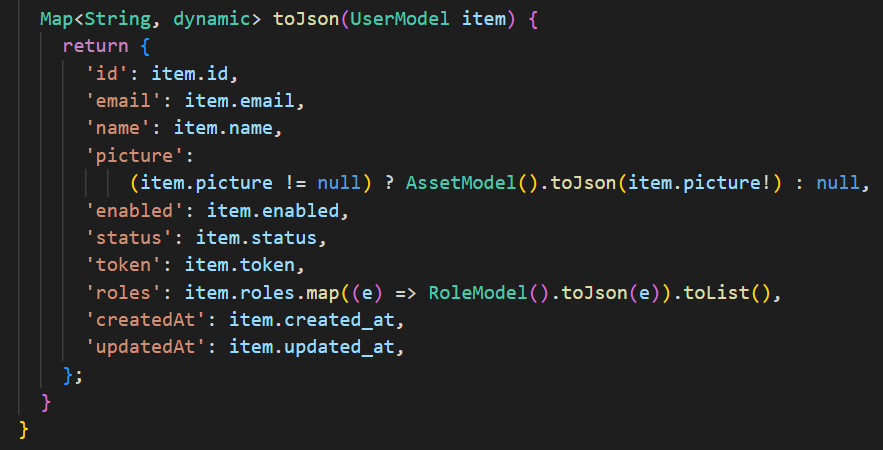 Map<String, dynamic> toJson(UserModel item) {
return {
'id': item.id,
'email': item.email,
'name': item.name,
'picture':
(item.picture != null) ? AssetModel().toJson(item.picture!) : null,
'enabled': item.enabled,
'status': item.status,
'token': item.token,
'roles': item.roles.map((e) => RoleModel().toJson(e)).toList(),
'createdAt': item.created_at,
'updatedAt': item.updated_at,
};
}
}